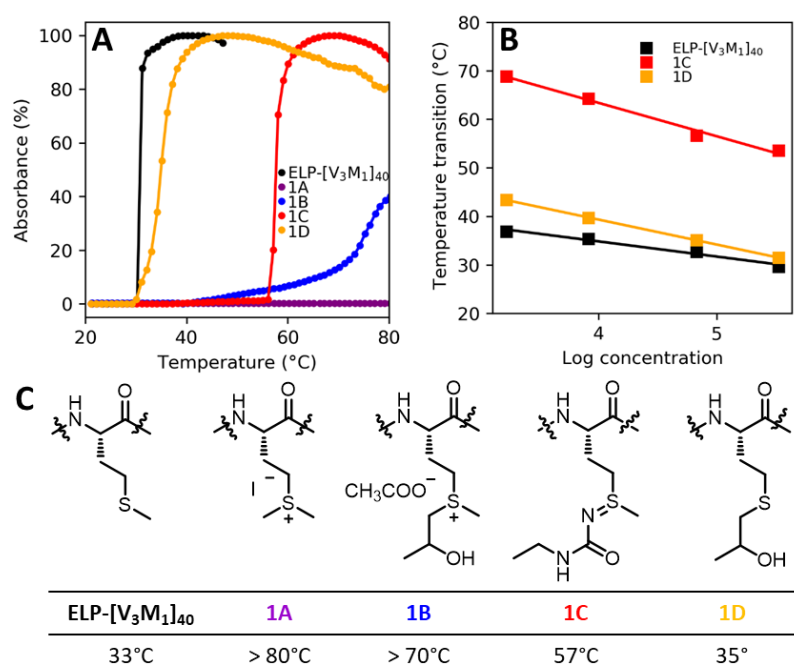 A
Absorbance (%)
100
80
60
40
20
0
20
40
60
80
Temperature (°C)
ELP-[V₃M₁]₄₀
1A
1B
1C
1D
B
Temperature transition (°C)
80
70
60
50
40
30
20
4
5
Log concentration
ELP-[V₃M₁]₄₀
1C
1D
C
H N O S
H N O I⁻ S⁺
H N O CH₃COO⁻ S⁺ OH
H N O S N N H O
H N O S OH
ELP-[V₃M₁]₄₀ 1A 1B 1C 1D
33°C > 80°C > 70°C 57°C 35°